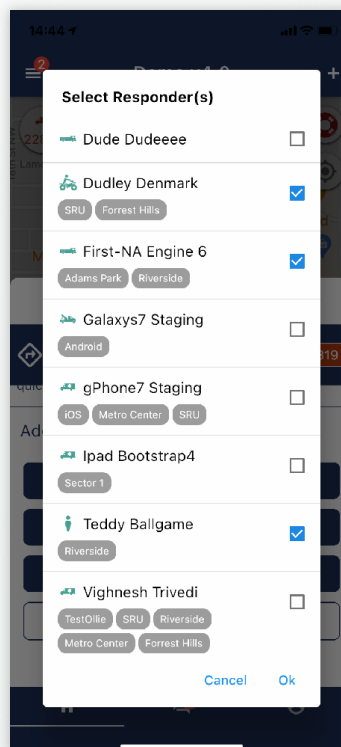 14:44
2
Select Responder(s)
Dude Dudeeee
Dudley Denmark
SRU Forrest Hills
First-NA Engine 6
Adams Park Riverside
Galaxys7 Staging
Android
gPhone7 Staging
iOS Metro Center SRU
Ipad Bootstrap4
Sector 1
Teddy Ballgame
Riverside
Vighnesh Trivedi
TestOllie SRU Riverside
Metro Center Forrest Hills
Cancel Ok